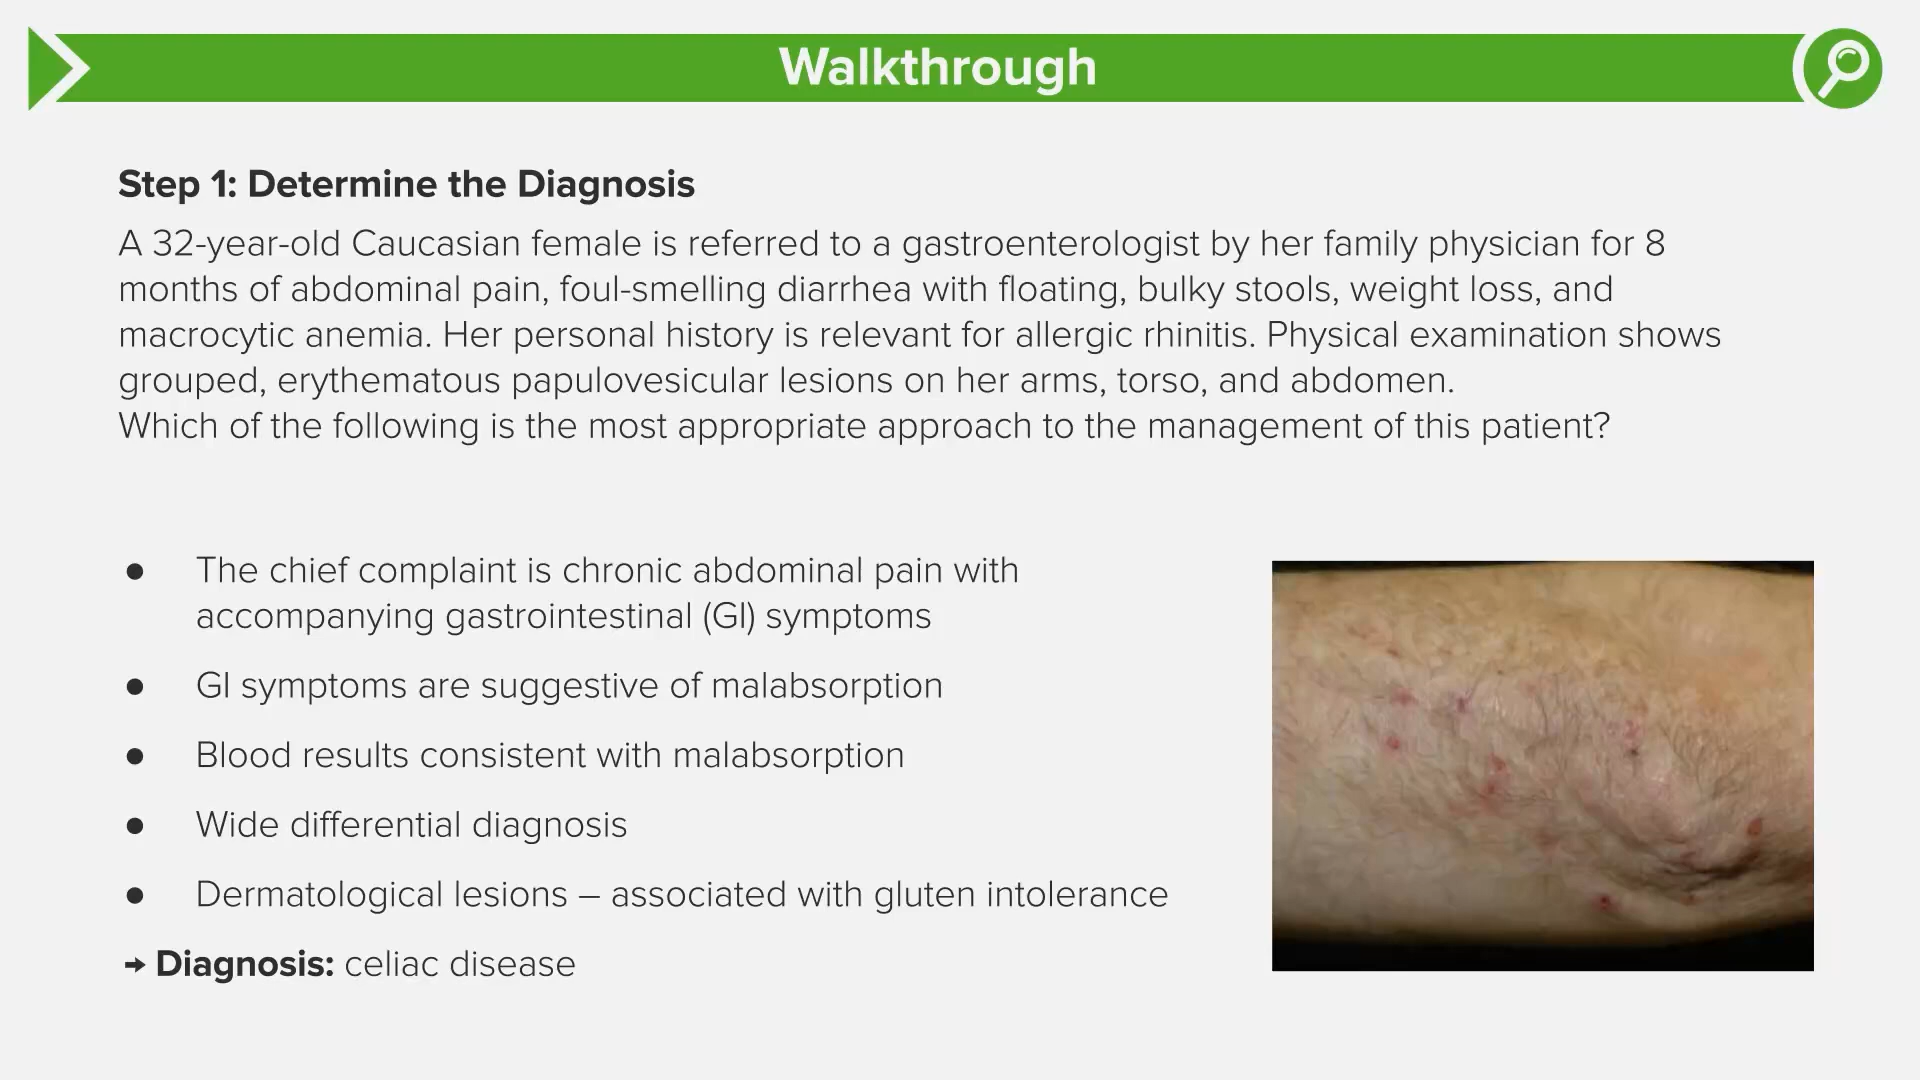 Walkthrough
Step 1: Determine the Diagnosis
A 32-year-old Caucasian female is referred to a gastroenterologist by her family physician for 8
months of abdominal pain, foul-smelling diarrhea with floating, bulky stools, weight loss, and
macrocytic anemia. Her personal history is relevant for allergic rhinitis. Physical examination shows
grouped, erythematous papulovesicular lesions on her arms, torso, and abdomen.
Which of the following is the most appropriate approach to the management of this patient?
● The chief complaint is chronic abdominal pain with
accompanying gastrointestinal (GI) symptoms
● GI symptoms are suggestive of malabsorption
● Blood results consistent with malabsorption
● Wide differential diagnosis
● Dermatological lesions – associated with gluten intolerance
→ Diagnosis: celiac disease